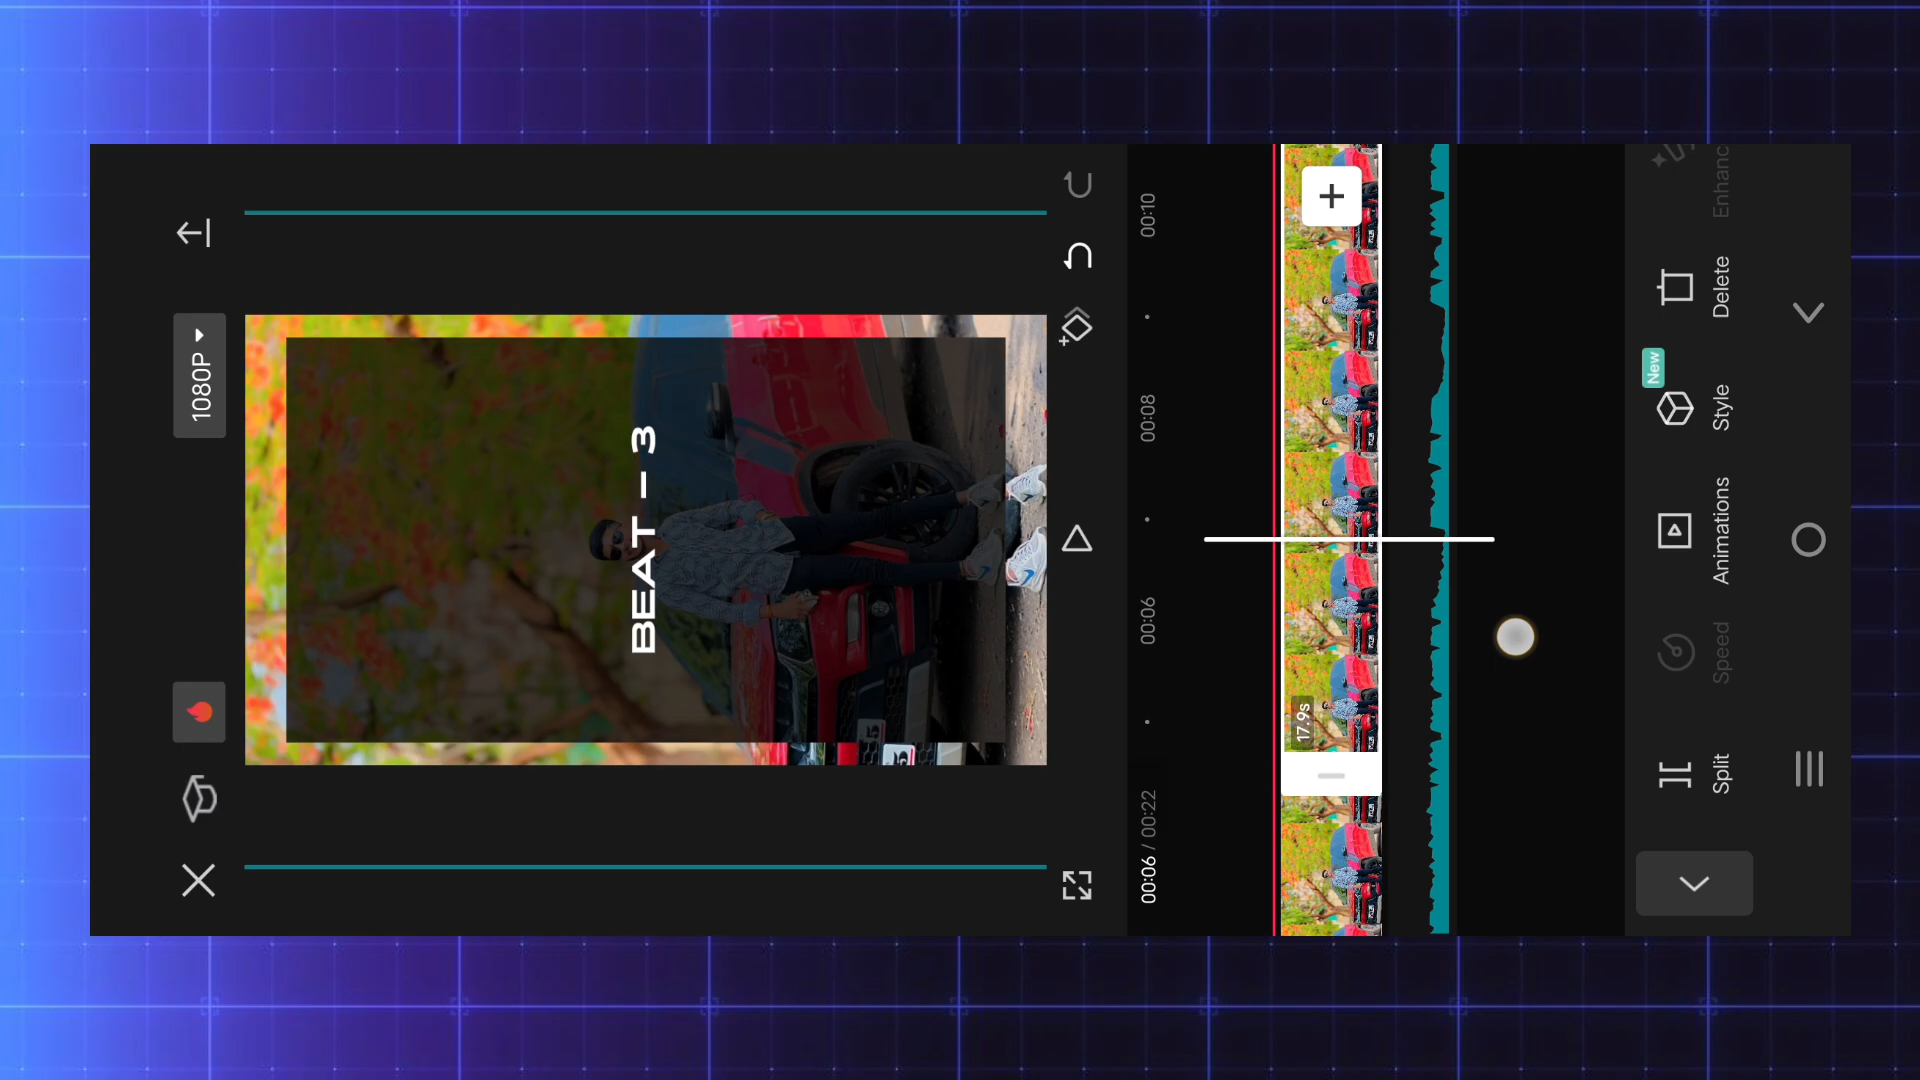 1080P
BEAT - 3
00:06 / 00:22
00:06
00:08
00:10
17.9s
Split
Speed
Animations
New
Style
Delete
Enhanc